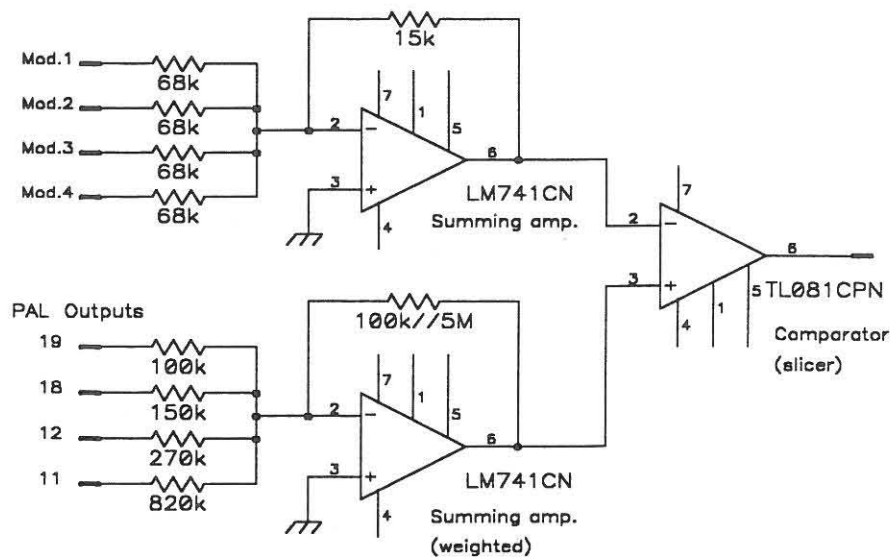 15k
Mod.1
68k
7
Mod.2
68k
1
5
2
−
6
Mod.3
68k
3
+
LM741CN
7
Mod.4
68k
4
Summing amp.
2
−
6
3
+
TL081CPN
5
PAL Outputs
100k//5M
4
1
Comparator
(slicer)
19
100k
7
18
150k
1
5
2
−
6
12
270k
3
+
LM741CN
11
820k
4
Summing amp.
(weighted)